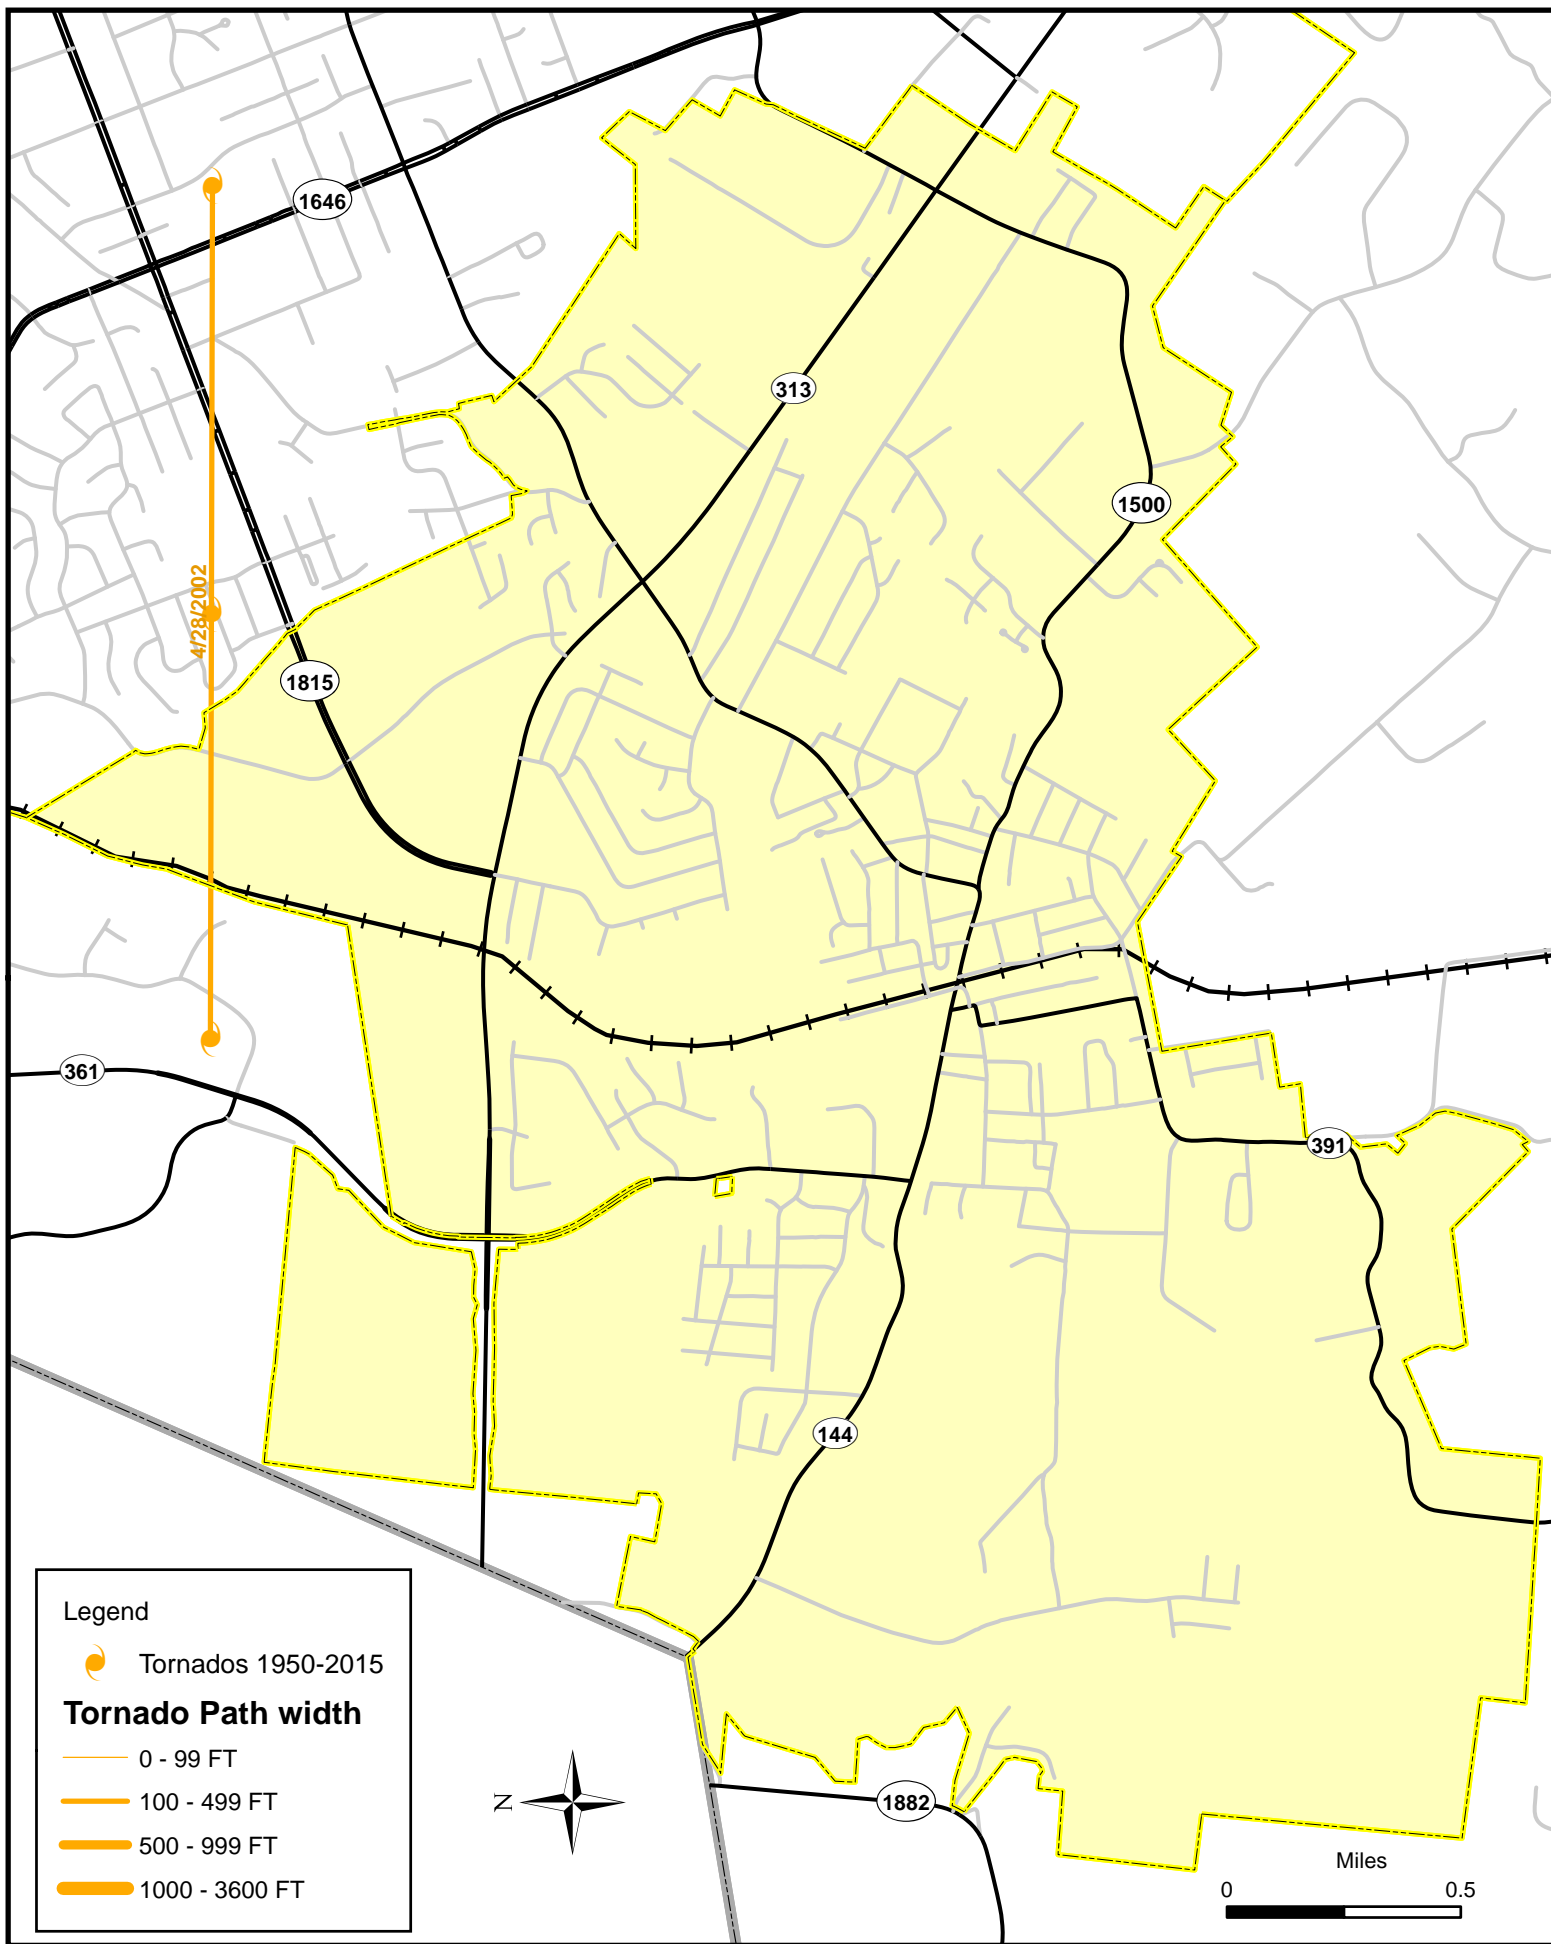 1646
313
1500
4/28/2002
1815
361
391
144
1882
Legend
Tornados 1950-2015
Tornado Path width
0 - 99 FT
100 - 499 FT
500 - 999 FT
1000 - 3600 FT
N
Miles
0 0.5